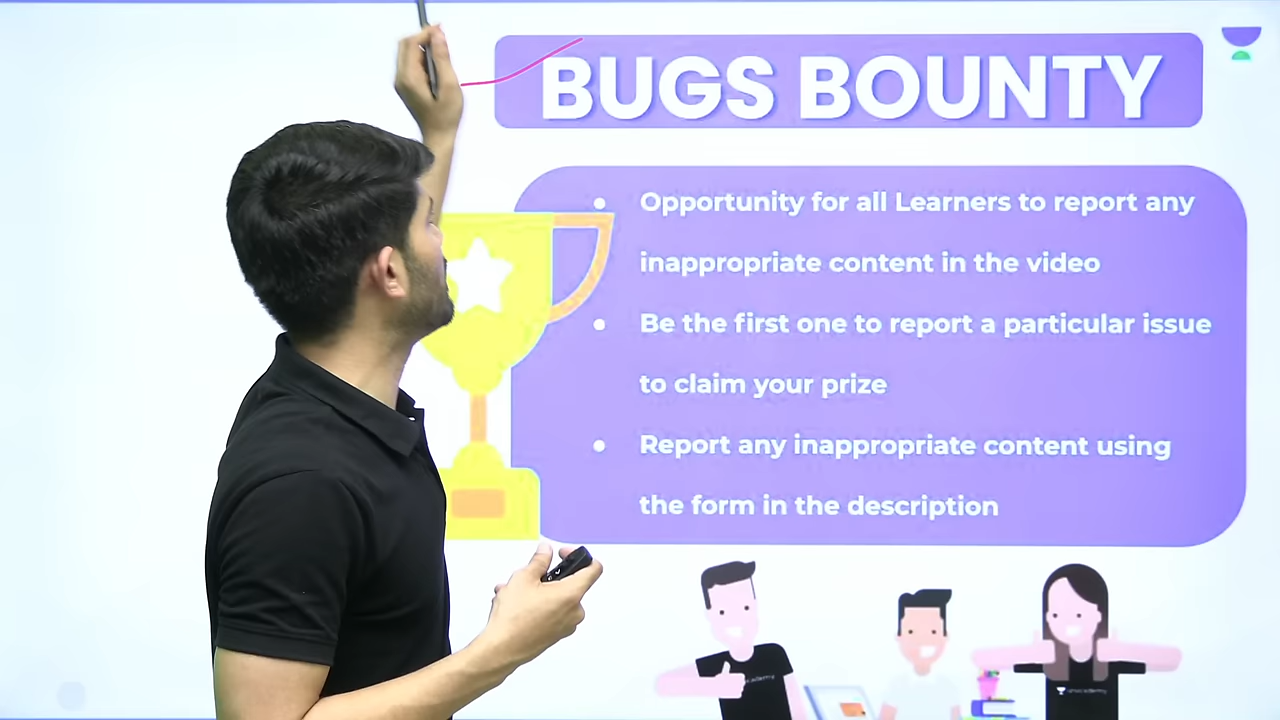 BUGS BOUNTY
• Opportunity for all Learners to report any
inappropriate content in the video
• Be the first one to report a particular issue
to claim your prize
• Report any inappropriate content using
the form in the description
unacademy